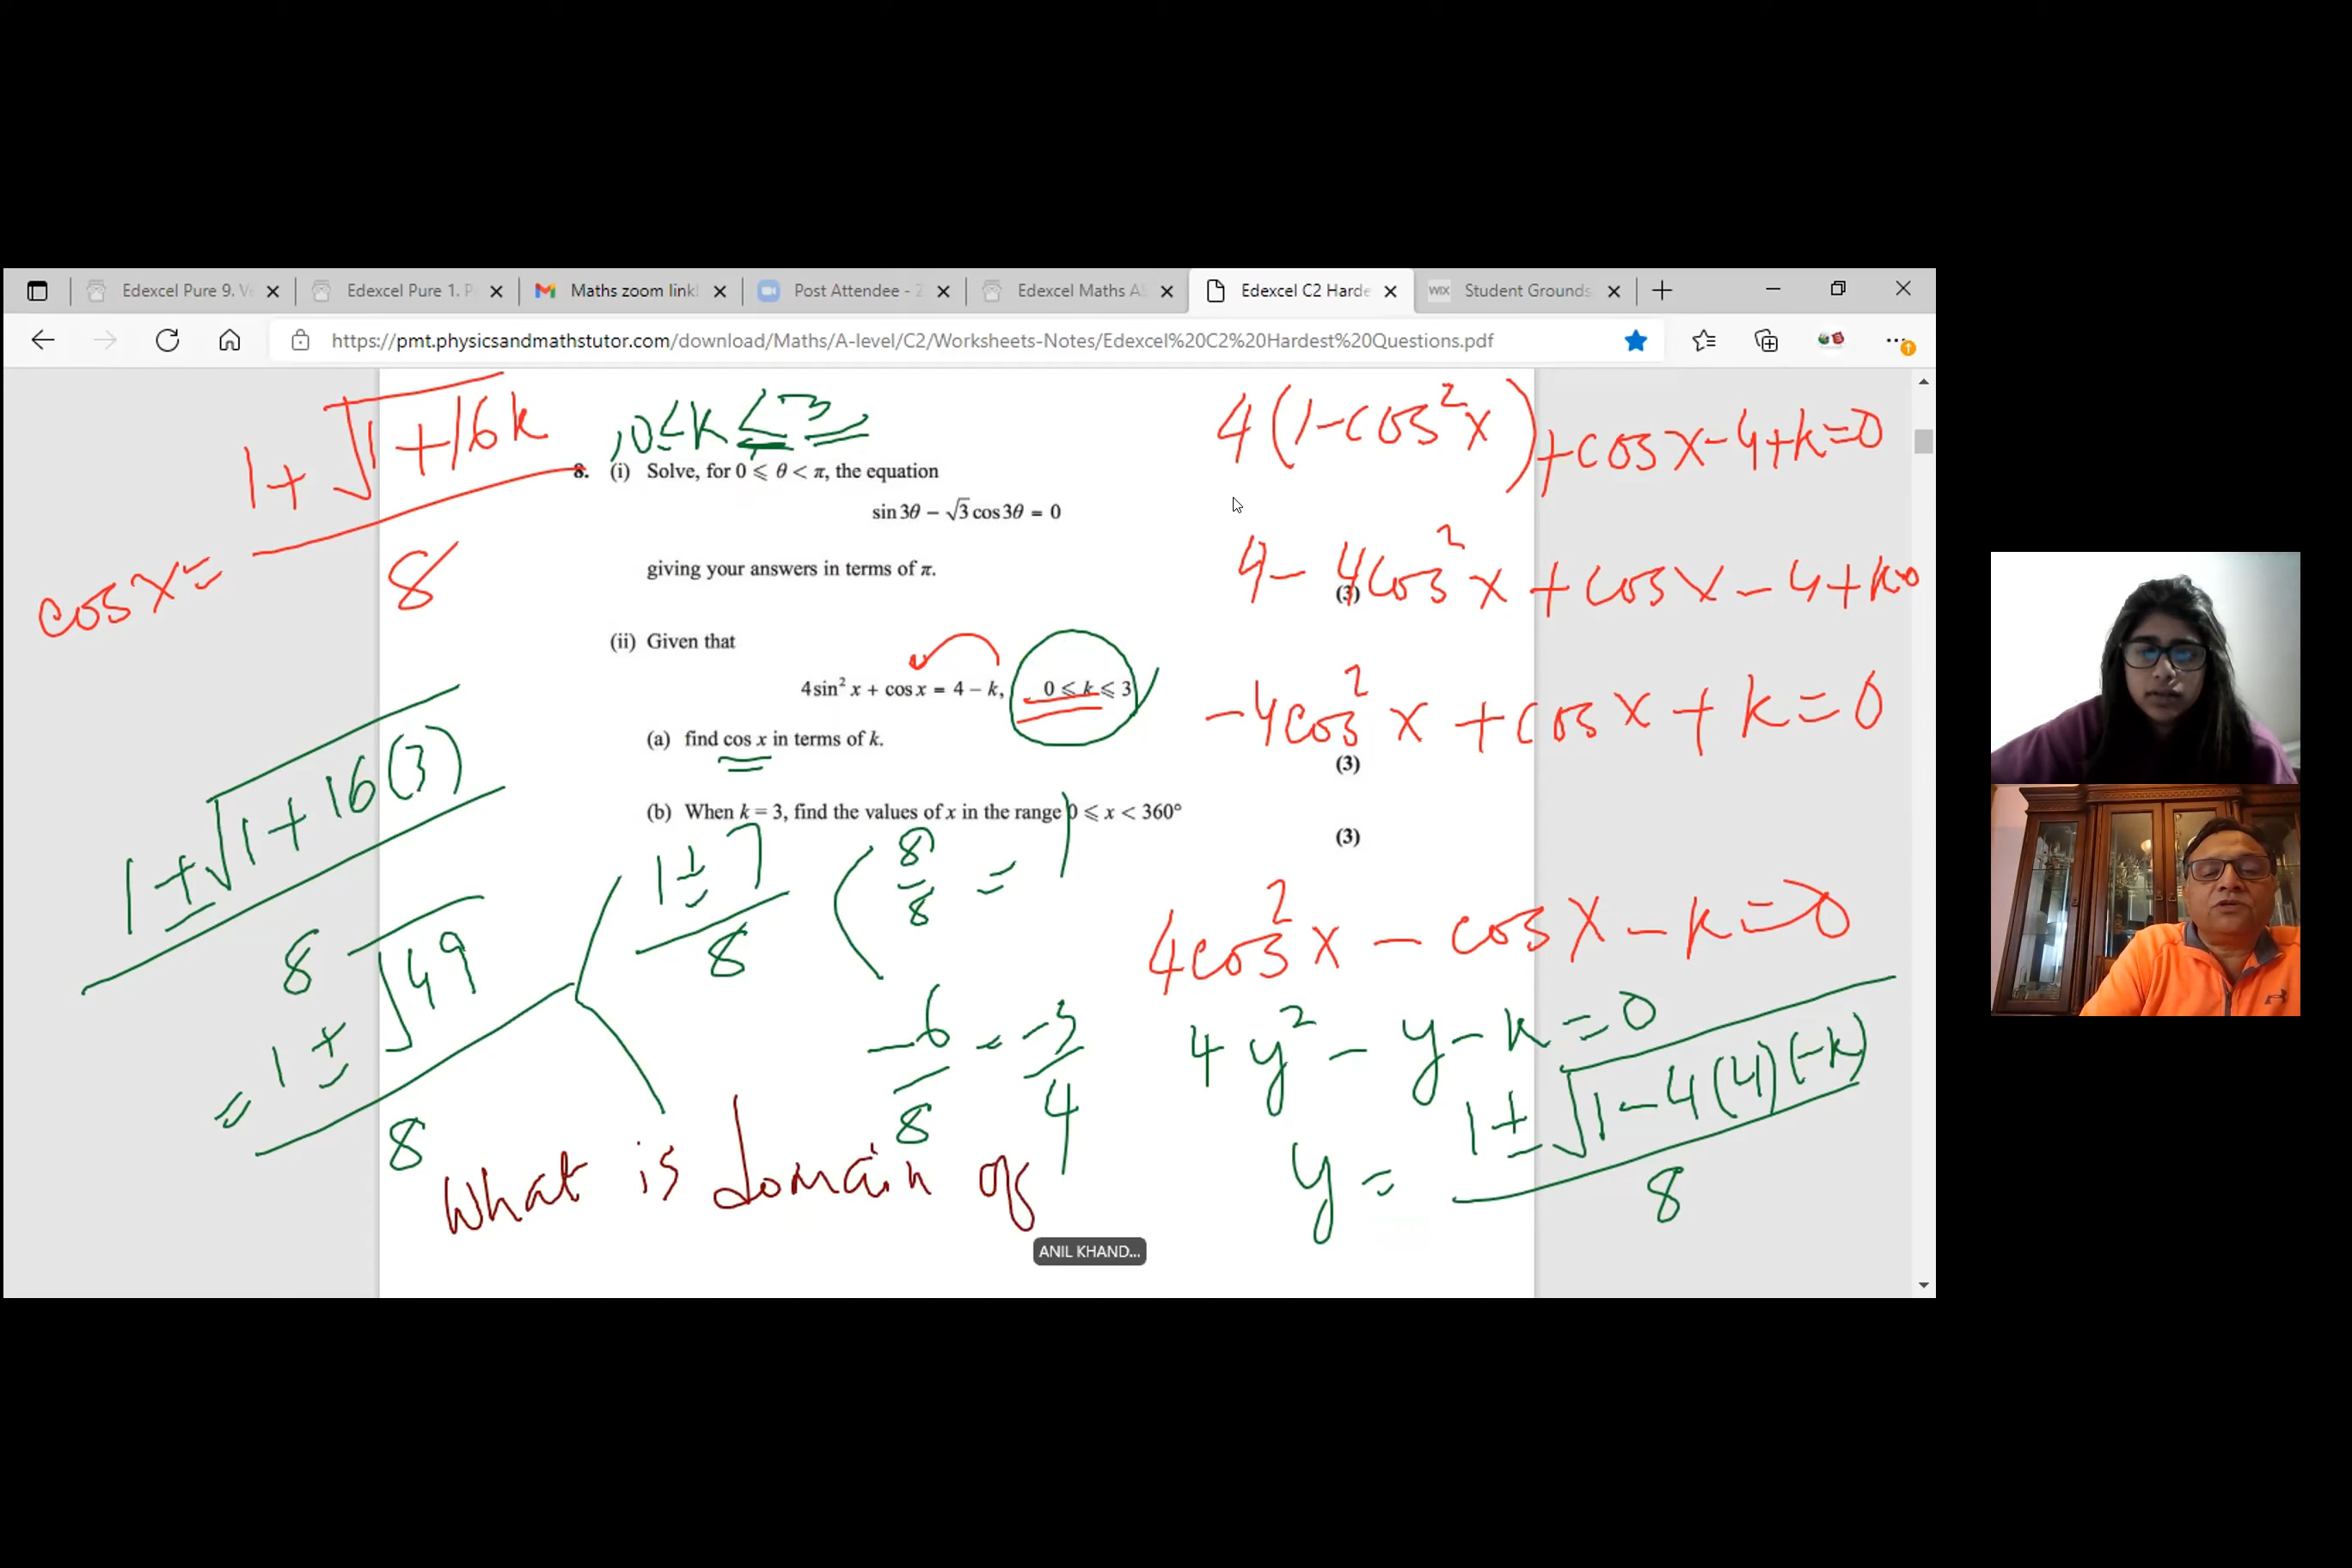 Edexcel Pure 9. V
Edexcel Pure 1. P
Maths zoom link
Post Attendee - Z
Edexcel Maths A
Edexcel C2 Harde
WIX
Student Grounds
https://pmt.physicsandmathstutor.com/download/Maths/A-level/C2/Worksheets-Notes/Edexcel%20C2%20Hardest%20Questions.pdf
cos x = 1 + √1+16k / 8
, 0 ≤ k ≤ 3
4(1-cos²x) + cos x - 4 + k = 0
8. (i) Solve, for 0 ⩽ θ < π, the equation
sin 3θ − √3 cos 3θ = 0
giving your answers in terms of π.
(3)
4 - 4cos²x + cos x - 4 + k = 0
(ii) Given that
4 sin² x + cos x = 4 − k, 0 ⩽ k ⩽ 3
-4cos²x + cos x + k = 0
(a) find cos x in terms of k.
(3)
(b) When k = 3, find the values of x in the range 0 ⩽ x < 360°
(3)
1 ± √1+16(3) / 8
= 1 ± √49 / 8
1 ± 7 / 8
8/8 = 1
-6/8 = -3/4
4cos²x - cos x - k = 0
4y² - y - k = 0
y = 1 ± √1-4(4)(-k) / 8
What is domain of
ANIL KHAND...